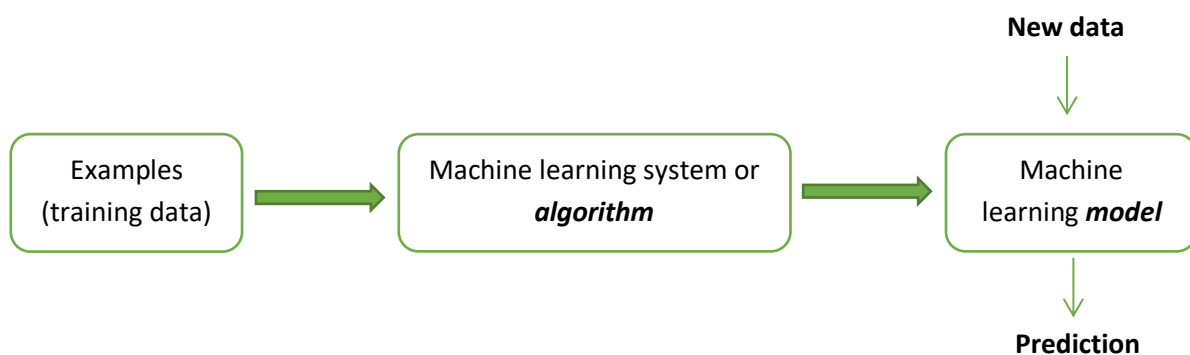 New data
Examples
(training data)
Machine learning system or
algorithm
Machine
learning model
Prediction